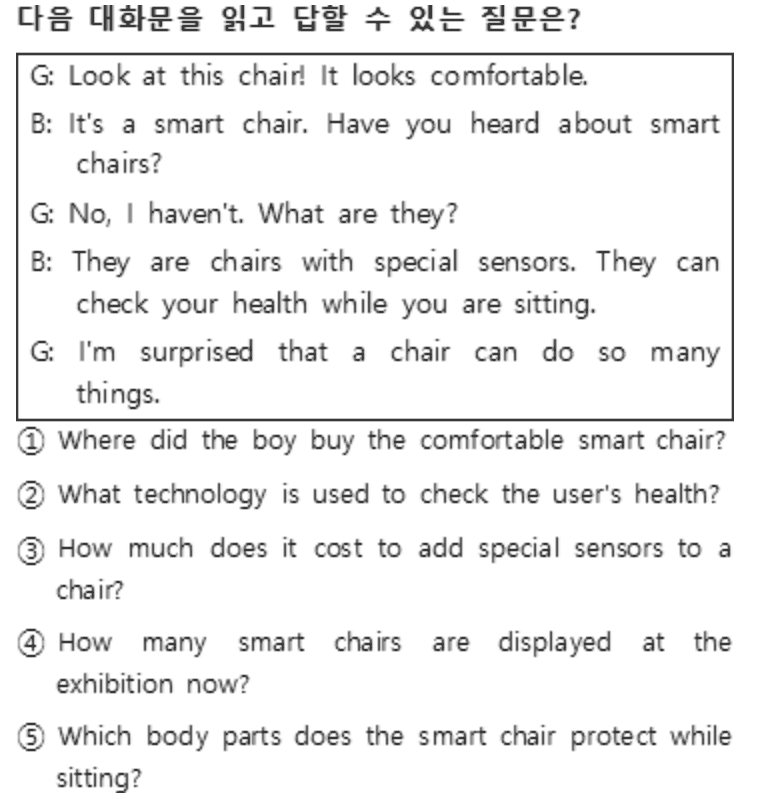 다음 대화문을 읽고 답할 수 있는 질문은?
G: Look at this chair! It looks comfortable.
B: It's a smart chair. Have you heard about smart
chairs?
G: No, I haven't. What are they?
B: They are chairs with special sensors. They can
check your health while you are sitting.
G: I'm surprised that a chair can do so many
things.
① Where did the boy buy the comfortable smart chair?
② What technology is used to check the user's health?
③ How much does it cost to add special sensors to a
chair?
④ How many smart chairs are displayed at the
exhibition now?
⑤ Which body parts does the smart chair protect while
sitting?